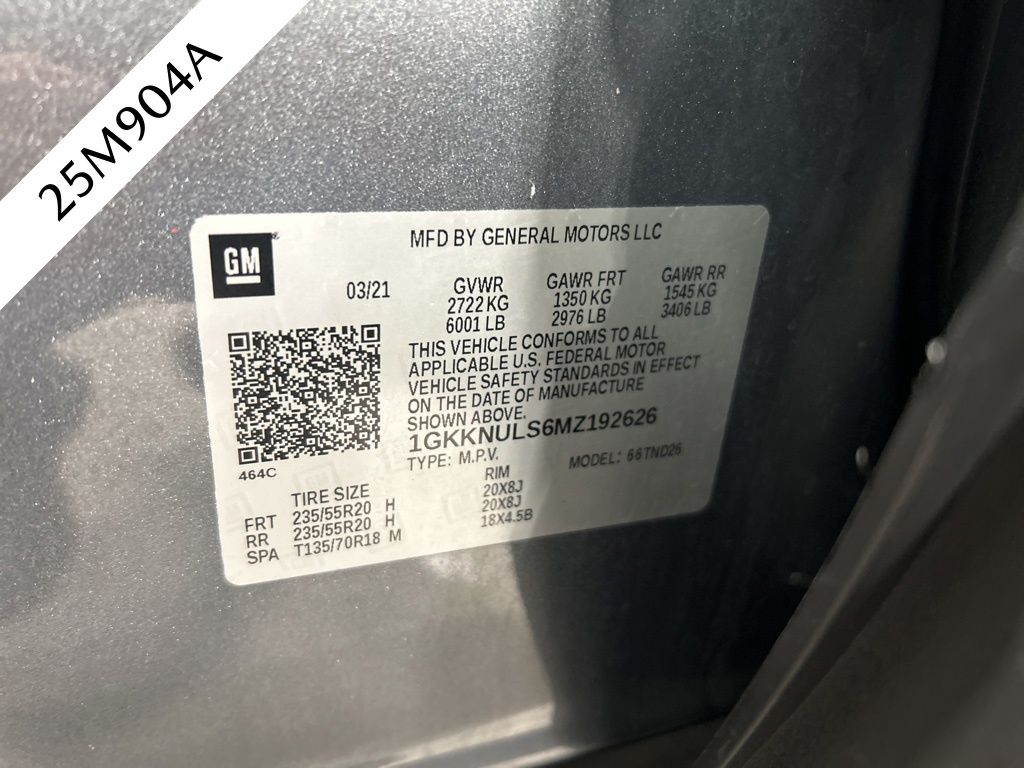 25M904A
GM
MFD BY GENERAL MOTORS LLC
03/21
GVWR
2722 KG
6001 LB
GAWR FRT
1350 KG
2976 LB
GAWR RR
1545 KG
3406 LB
THIS VEHICLE CONFORMS TO ALL
APPLICABLE U.S. FEDERAL MOTOR
VEHICLE SAFETY STANDARDS IN EFFECT
ON THE DATE OF MANUFACTURE
SHOWN ABOVE.
1GKKNULS6MZ192626
TYPE: M.P.V.
MODEL: 66TND26
464C
TIRE SIZE RIM
FRT 235/55R20 H 20X8J
RR 235/55R20 H 20X8J
SPA T135/70R18 M 18X4.5B